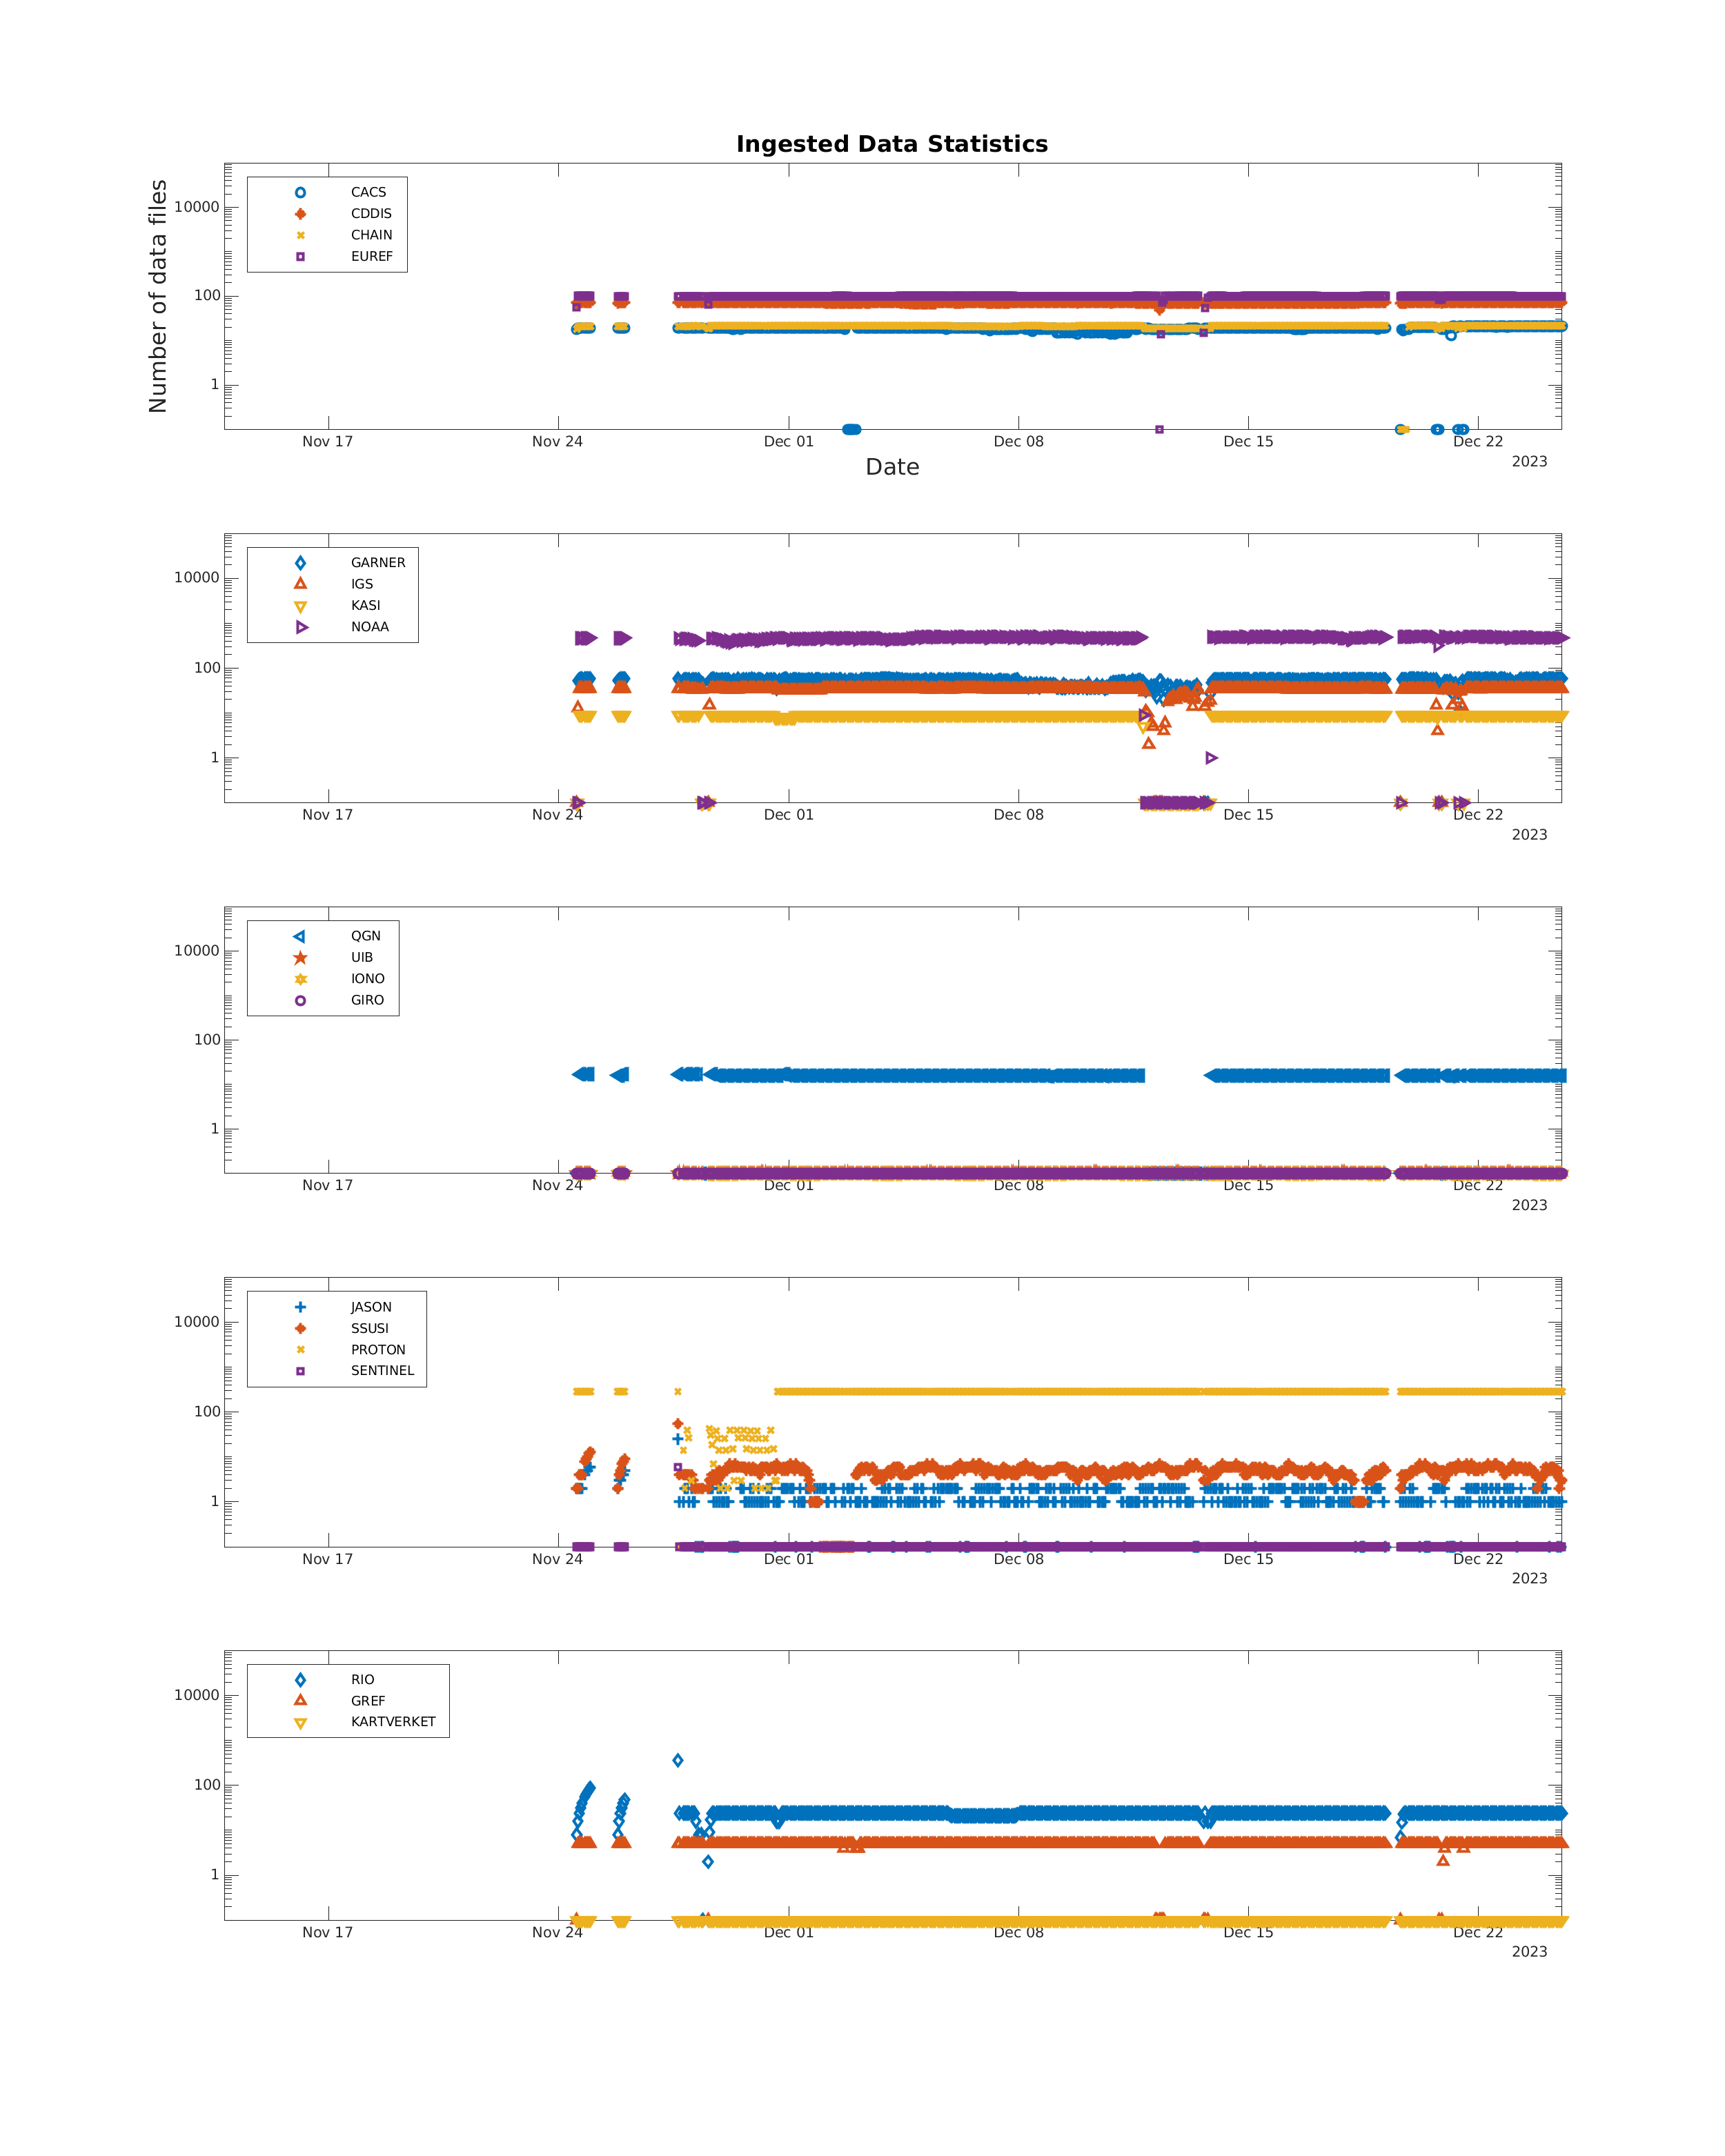 Ingested Data Statistics
Number of data files
CACS
CDDIS
CHAIN
EUREF
10000
100
1
Nov 17 Nov 24 Dec 01 Dec 08 Dec 15 Dec 22
2023
Date
GARNER
IGS
KASI
NOAA
10000
100
1
Nov 17 Nov 24 Dec 01 Dec 08 Dec 15 Dec 22
2023
QGN
UIB
IONO
GIRO
10000
100
1
Nov 17 Nov 24 Dec 01 Dec 08 Dec 15 Dec 22
2023
JASON
SSUSI
PROTON
SENTINEL
10000
100
1
Nov 17 Nov 24 Dec 01 Dec 08 Dec 15 Dec 22
2023
RIO
GREF
KARTVERKET
10000
100
1
Nov 17 Nov 24 Dec 01 Dec 08 Dec 15 Dec 22
2023